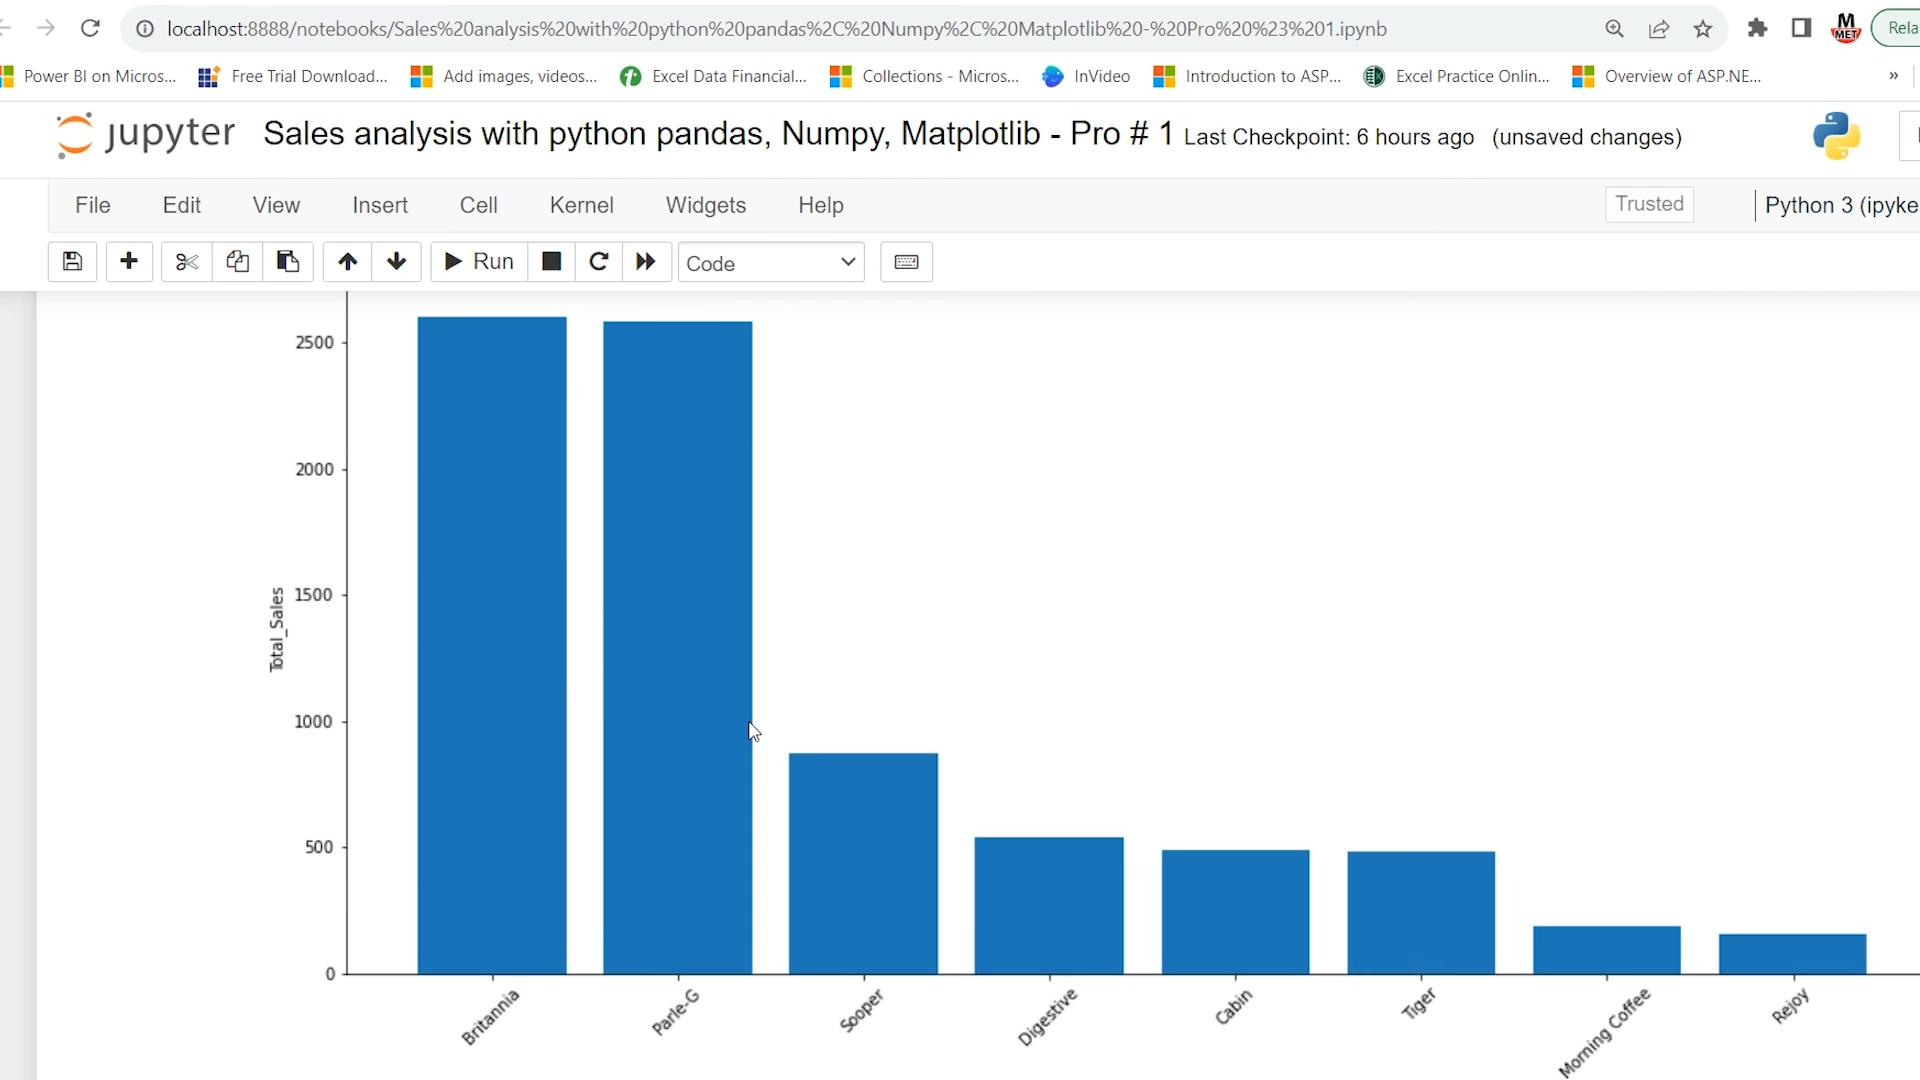 localhost:8888/notebooks/Sales%20analysis%20with%20python%20pandas%2C%20Numpy%2C%20Matplotlib%20-%20Pro%20%23%201.ipynb
Rela
Power BI on Micros... Free Trial Download... Add images, videos... Excel Data Financial... Collections - Micros... InVideo Introduction to ASP... Excel Practice Onlin... Overview of ASP.NE... »
M
MET
jupyter Sales analysis with python pandas, Numpy, Matplotlib - Pro # 1 Last Checkpoint: 6 hours ago (unsaved changes)
File Edit View Insert Cell Kernel Widgets Help Trusted Python 3 (ipyke
Run Code
2500
2000
1500
1000
500
0
Total_Sales
Britannia Parle-G Sooper Digestive Cabin Tiger Morning Coffee Rejoy